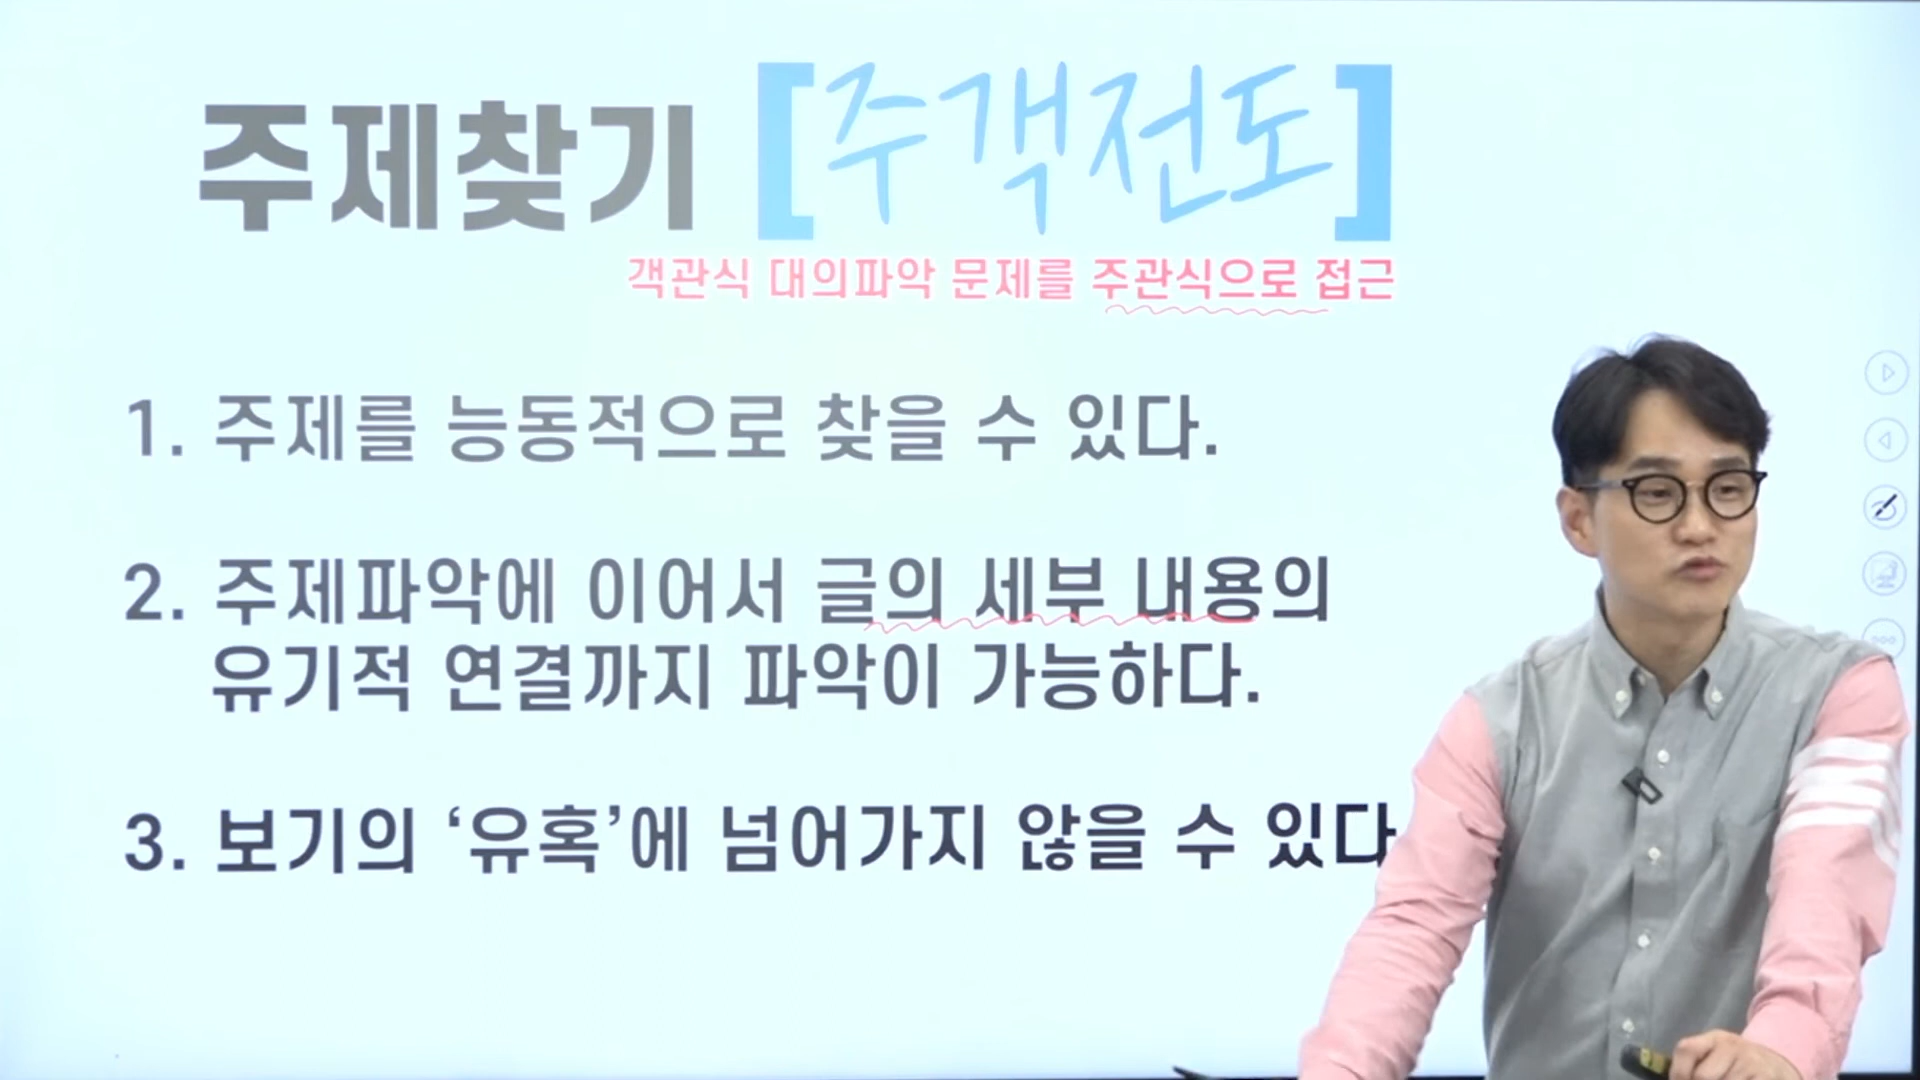 주제찾기 [주객전도]
객관식 대의파악 문제를 주관식으로 접근
1. 주제를 능동적으로 찾을 수 있다.
2. 주제파악에 이어서 글의 세부 내용의
유기적 연결까지 파악이 가능하다.
3. 보기의 ‘유혹’에 넘어가지 않을 수 있다